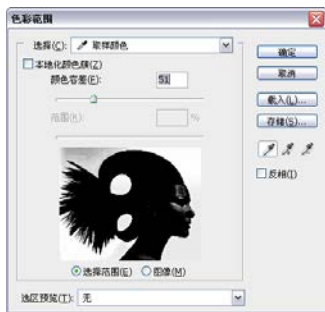 色彩范围
选择(C): 取样颜色
本地化颜色簇(Z)
颜色容差(F): 51
范围(R): %
选择范围(E) 图像(M)
选区预览(T): 无
确定
取消
载入(L)...
存储(S)...
反相(I)